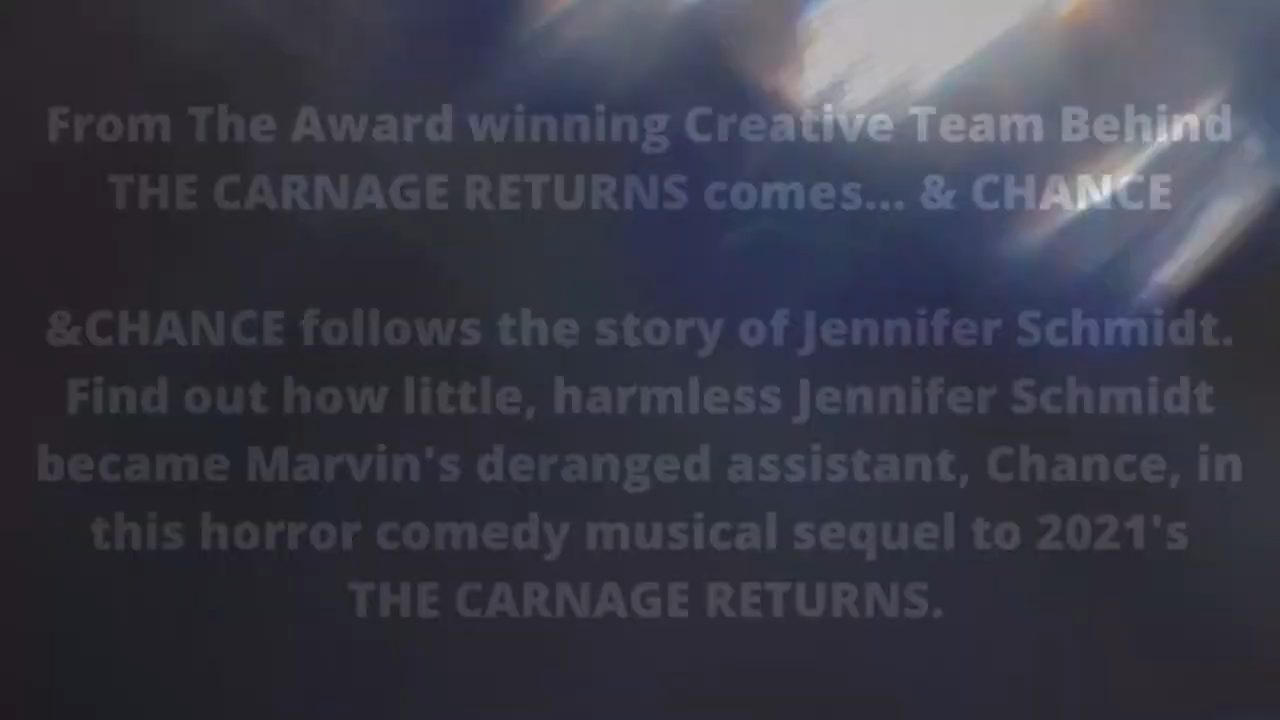 From The Award winning Creative Team Behind
THE CARNAGE RETURNS comes... & CHANCE
&CHANCE follows the story of Jennifer Schmidt.
Find out how little, harmless Jennifer Schmidt
became Marvin's deranged assistant, Chance, in
this horror comedy musical sequel to 2021's
THE CARNAGE RETURNS.